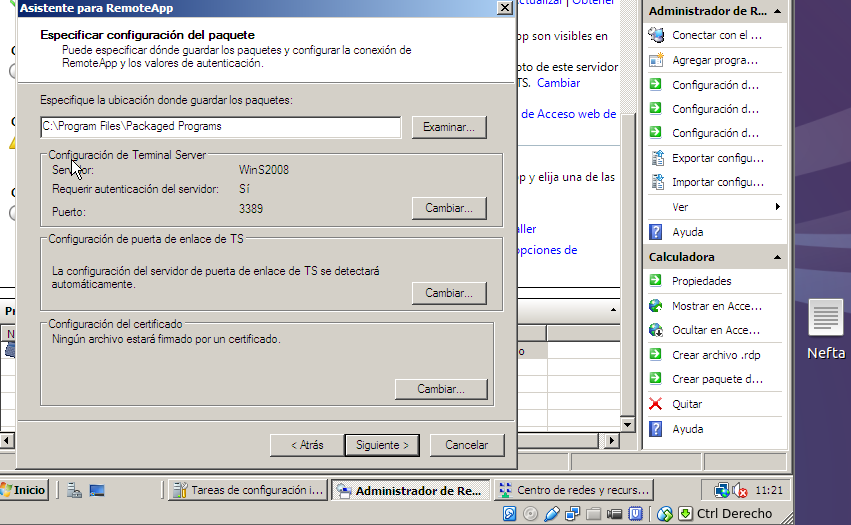 Asistente para RemoteApp
Especificar configuración del paquete
Puede especificar dónde guardar los paquetes y configurar la conexión de
RemoteApp y los valores de autenticación.
Especifique la ubicación donde guardar los paquetes:
C:\Program Files\Packaged Programs
Examinar...
Configuración de Terminal Server
Servidor:
WinS2008
Requerir autenticación del servidor:
Sí
Puerto:
3389
Cambiar...
Configuración de puerta de enlace de TS
La configuración del servidor de puerta de enlace de TS se detectará
automáticamente.
Cambiar...
Configuración del certificado
Ningún archivo estará firmado por un certificado.
Cambiar...
< Atrás
Siguiente >
Cancelar
ctualizar | Obtener
pp son visibles en
oto de este servidor
TS. Cambiar
de Acceso web de
p y elija una de las
aller
opciones de
Administrador de R...
Conectar con el ...
Agregar progra...
Configuración d...
Configuración d...
Configuración d...
Exportar configu...
Importar configu...
Ver
Ayuda
Calculadora
Propiedades
Mostrar en Acce...
Ocultar en Acce...
Crear archivo .rdp
Crear paquete d...
Quitar
Ayuda
Nefta
Inicio
Tareas de configuración i...
Administrador de Re...
Centro de redes y recurs...
11:21
Ctrl Derecho